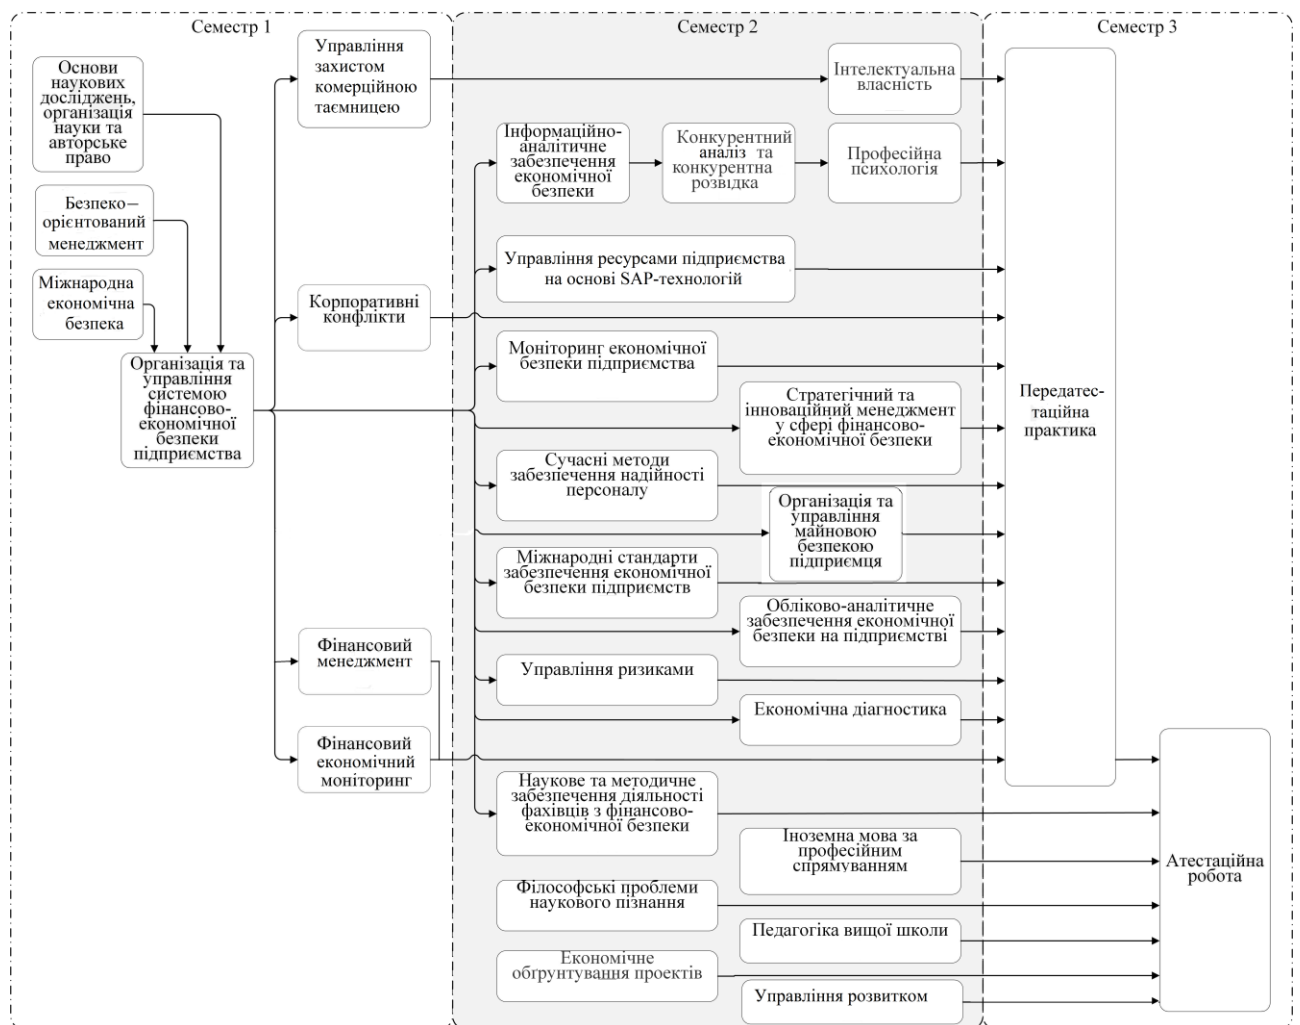 Семестр 1
Основи
наукових
досліджень,
організація
науки та
авторське
право
Безпеко–
орієнтований
менеджмент
Міжнародна
економічна
безпека
Організація та
управління
системою
фінансово-
економічної
безпеки
підприємства
Управління
захистом
комерційною
таємницею
Корпоративні
конфлікти
Фінансовий
менеджмент
Фінансовий
економічний
моніторинг
Семестр 2
Інтелектуальна
власність
Інформаційно-
аналітичне
забезпечення
економічної
безпеки
Конкурентний
аналіз та
конкурентна
розвідка
Професійна
психологія
Управління ресурсами підприємства
на основі SAP-технологій
Моніторинг економічної
безпеки підприємства
Стратегічний та
інноваційний менеджмент
у сфері фінансово-
економічної безпеки
Сучасні методи
забезпечення надійності
персоналу
Організація та
управління
майновою
безпекою
підприємця
Міжнародні стандарти
забезпечення економічної
безпеки підприємств
Обліково-аналітичне
забезпечення економічної
безпеки на підприємстві
Управління ризиками
Економічна діагностика
Наукове та методичне
забезпечення діяльності
фахівців з фінансово-
економічної безпеки
Іноземна мова за
професійним
спрямуванням
Філософські проблеми
наукового пізнання
Педагогіка вищої школи
Економічне
обґрунтування проектів
Управління розвитком
Семестр 3
Передатес-
таційна
практика
Атестаційна
робота